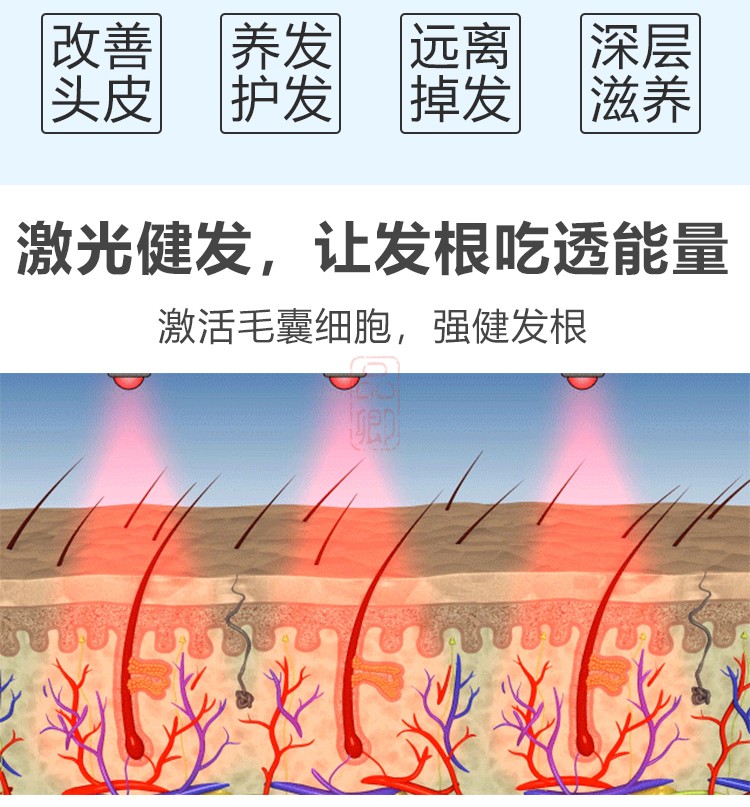 改善
头皮
养发
护发
远离
掉发
深层
滋养
激光健发，让发根吃透能量
激活毛囊细胞，强健发根